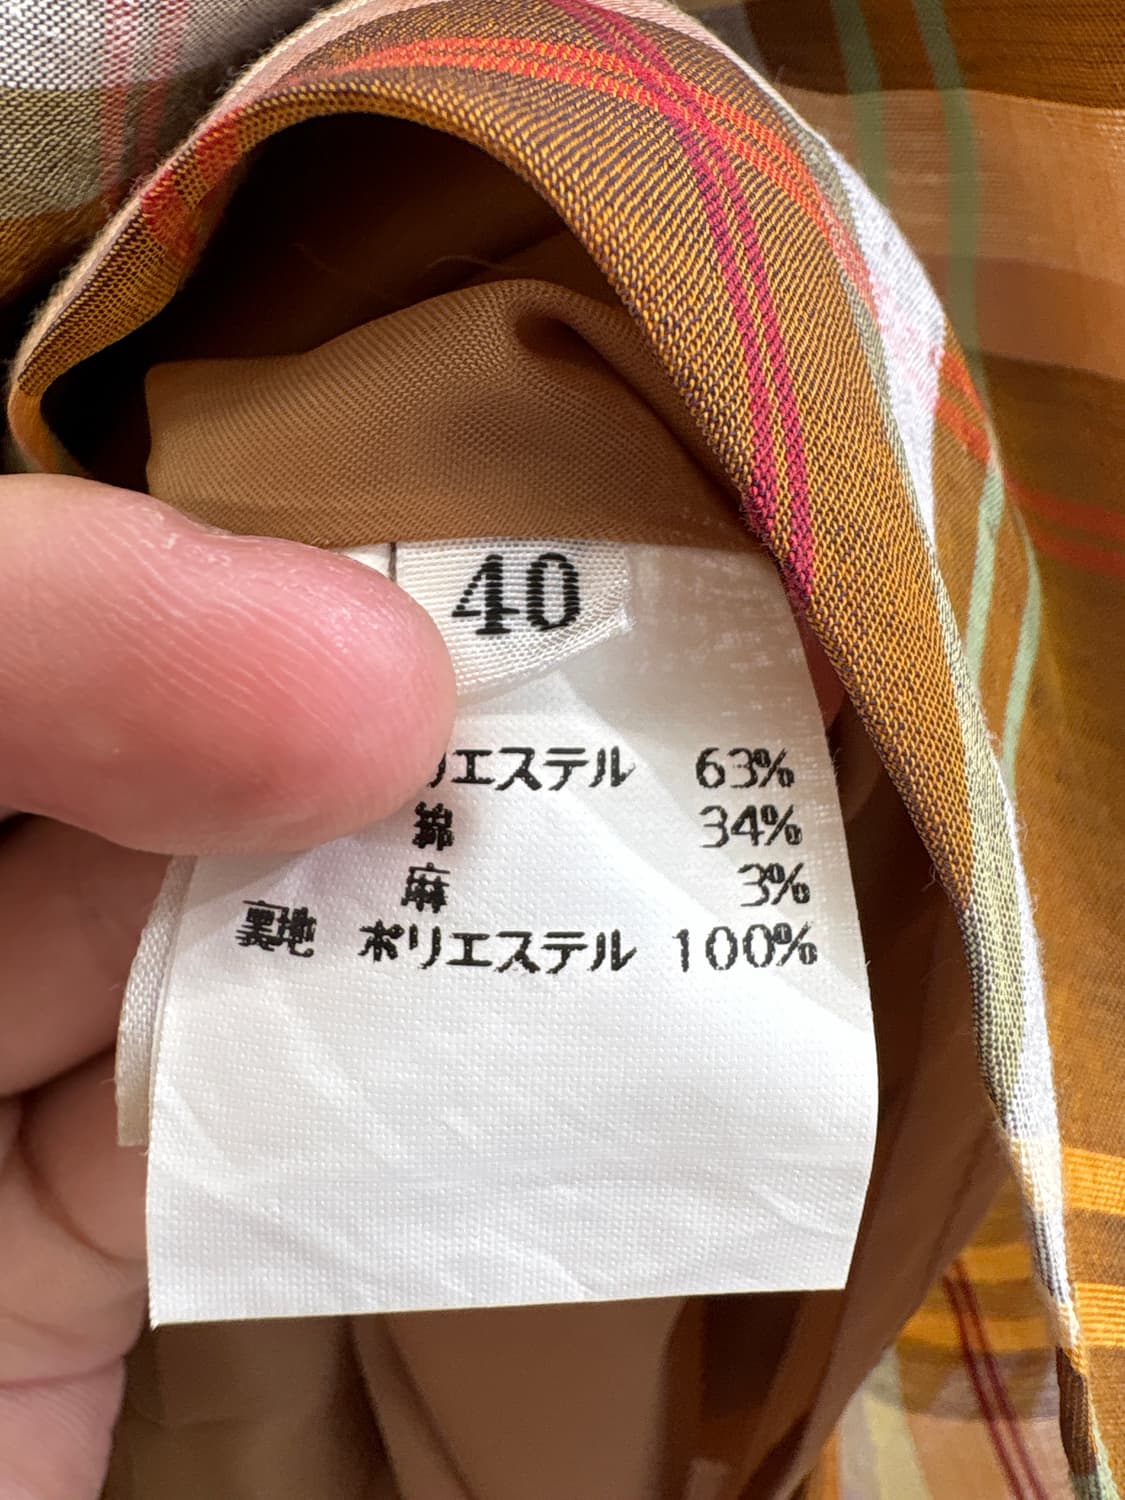 40
リエステル 63%
綿 34%
麻 3%
裏地 ポリエステル 100%